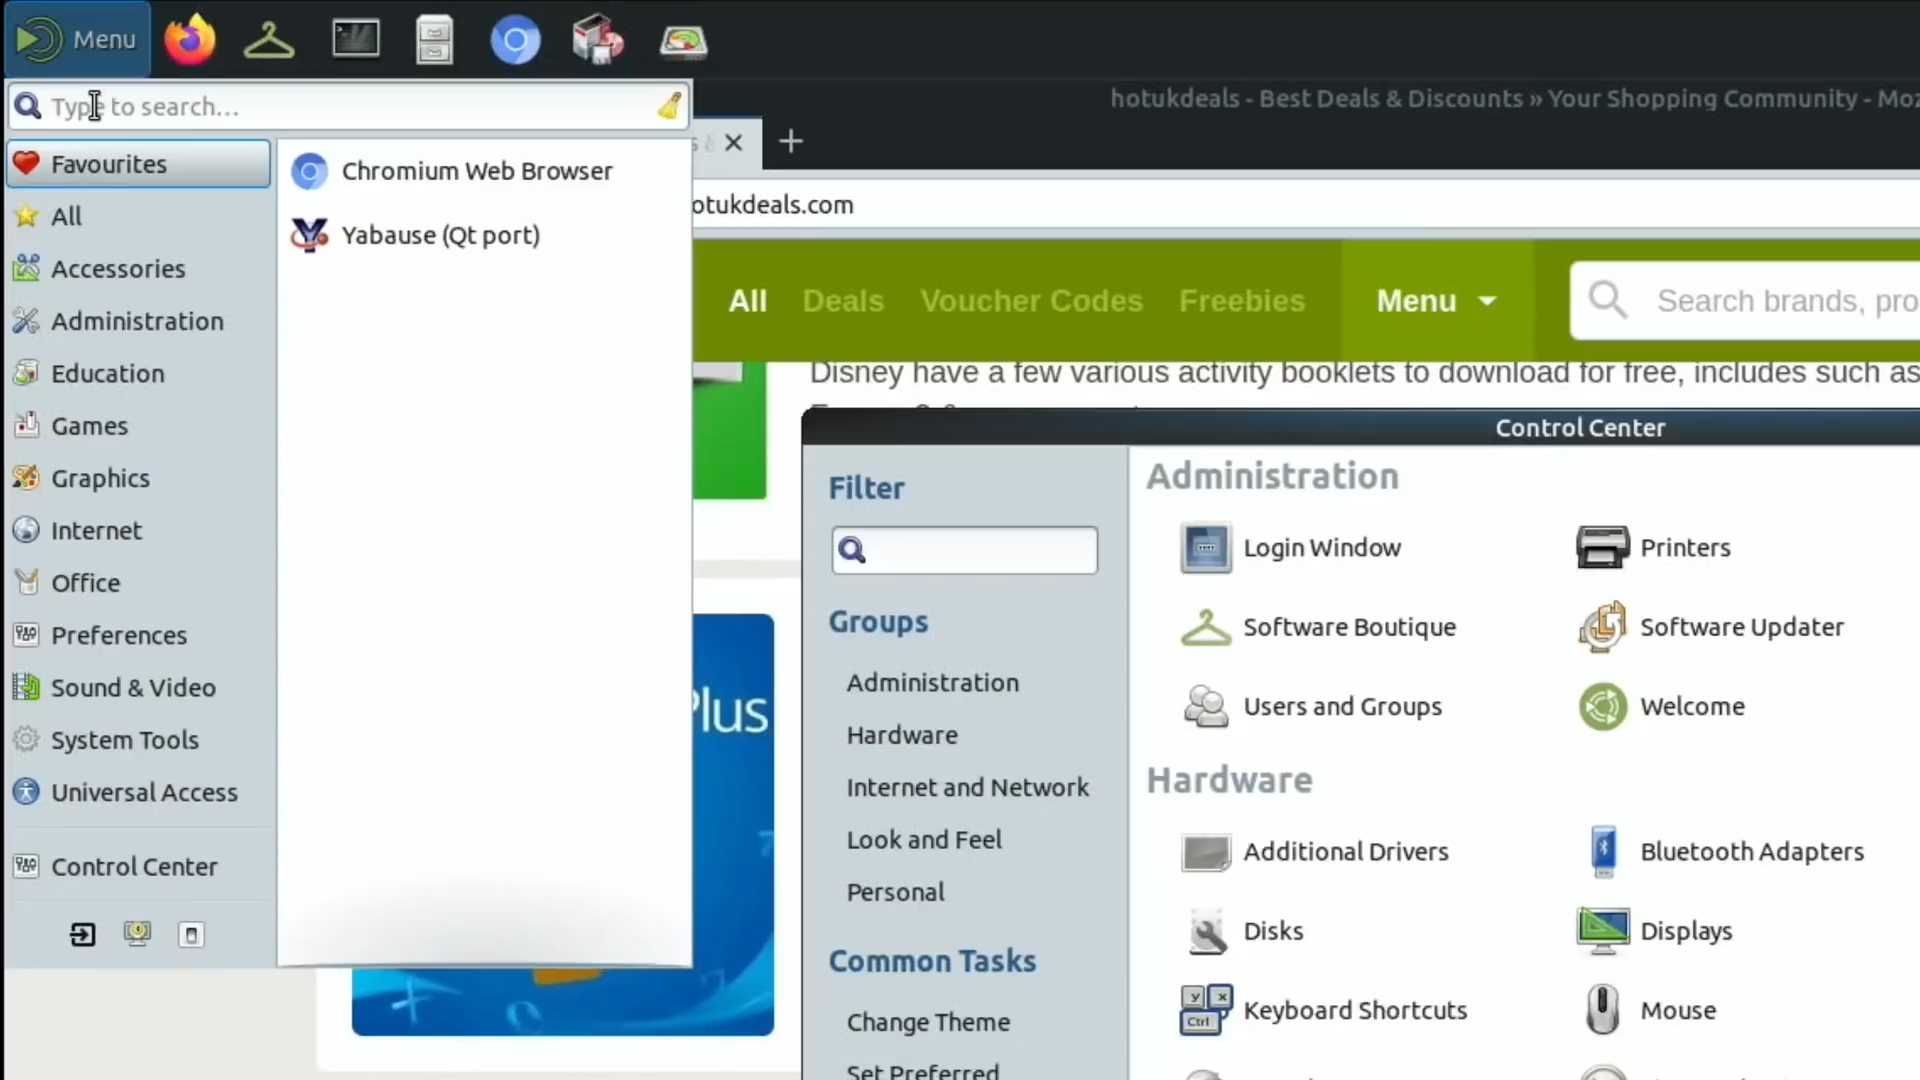 Menu
Type to search...
hotukdeals - Best Deals & Discounts » Your Shopping Community - Moz
Favourites
All
Accessories
Administration
Education
Games
Graphics
Internet
Office
Preferences
Sound & Video
System Tools
Universal Access
Control Center
Chromium Web Browser
Yabause (Qt port)
otukdeals.com
All
Deals
Voucher Codes
Freebies
Menu
Search brands, pro
Disney have a few various activity booklets to download for free, includes such as
Plus
Control Center
Filter
Groups
Administration
Hardware
Internet and Network
Look and Feel
Personal
Common Tasks
Change Theme
Set Preferred
Administration
Login Window
Printers
Software Boutique
Software Updater
Users and Groups
Welcome
Hardware
Additional Drivers
Bluetooth Adapters
Disks
Displays
Y X
Ctrl
Keyboard Shortcuts
Mouse